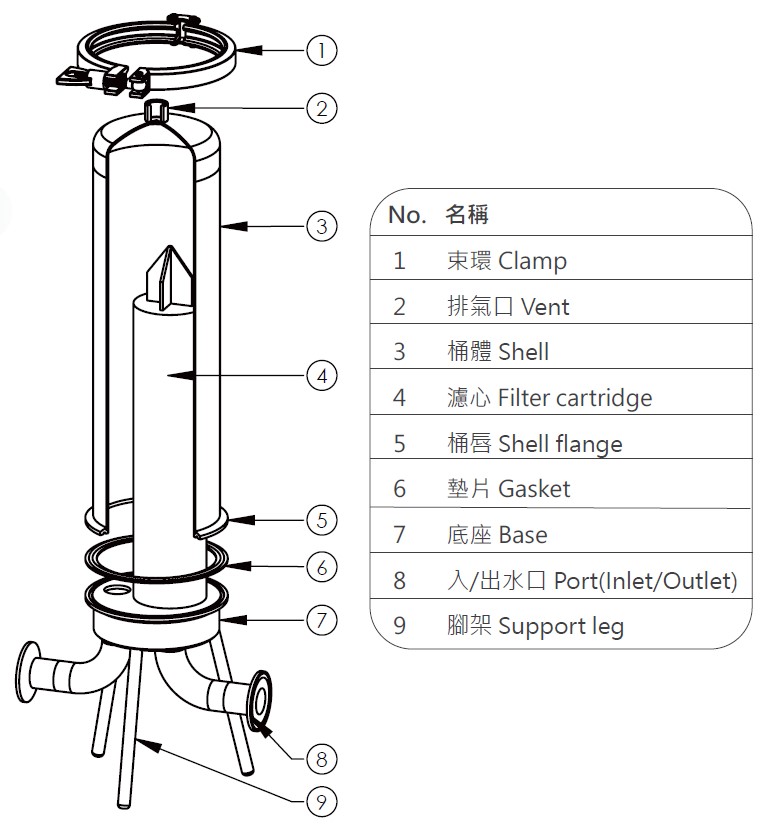 1
2
3
4
5
6
7
8
9
No. 名稱
1 束環 Clamp
2 排氣口 Vent
3 桶體 Shell
4 濾心 Filter cartridge
5 桶唇 Shell flange
6 墊片 Gasket
7 底座 Base
8 入/出水口 Port(Inlet/Outlet)
9 腳架 Support leg